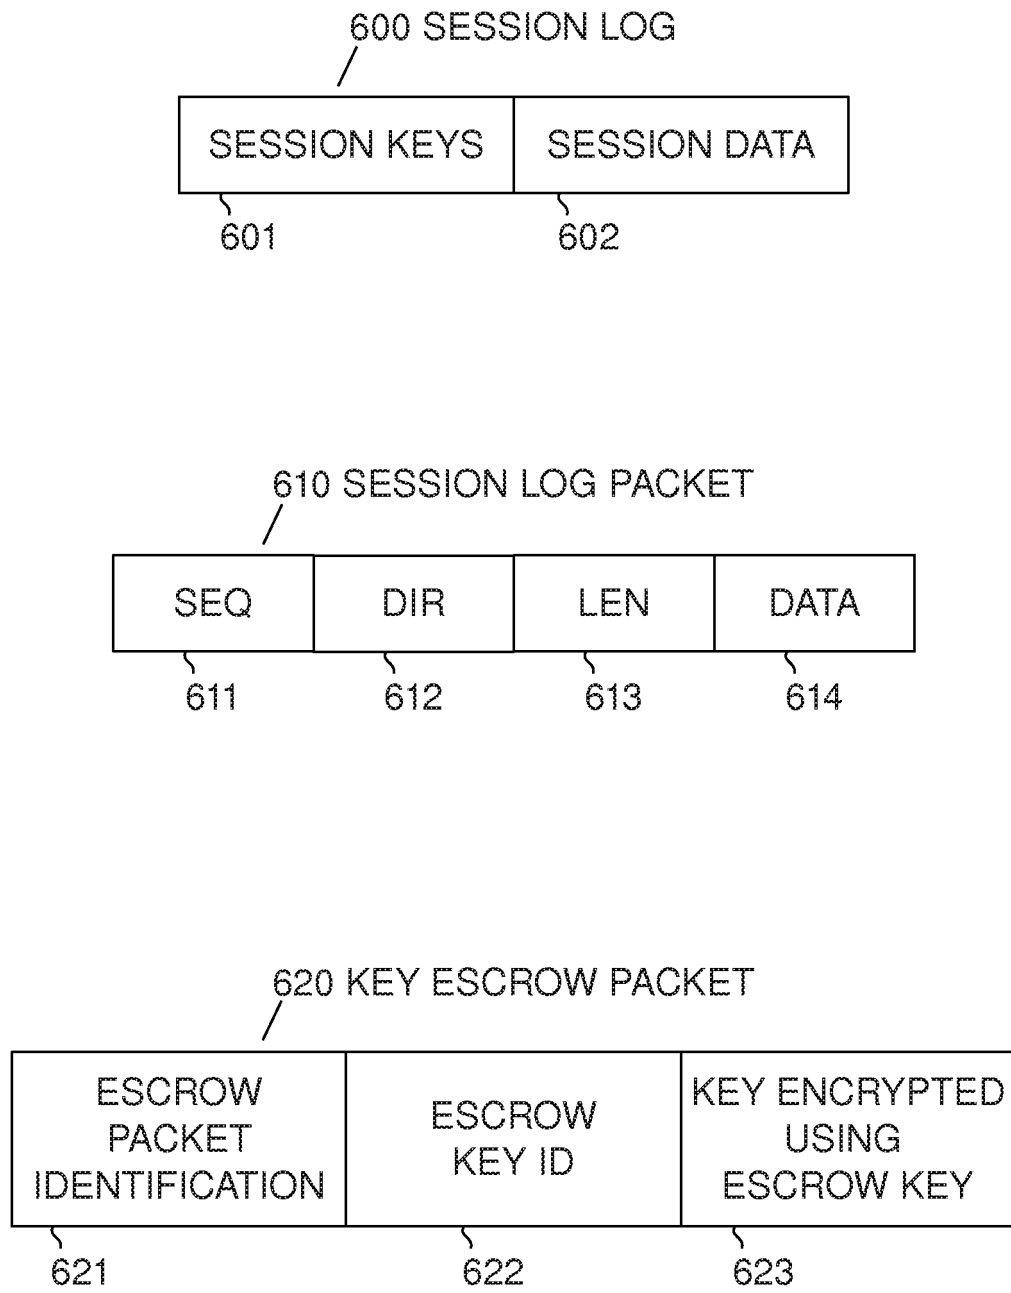 600 SESSION LOG
SESSION KEYS
SESSION DATA
601
602
610 SESSION LOG PACKET
SEQ
DIR
LEN
DATA
611
612
613
614
620 KEY ESCROW PACKET
ESCROW
PACKET
IDENTIFICATION
ESCROW
KEY ID
KEY ENCRYPTED
USING
ESCROW KEY
621
622
623